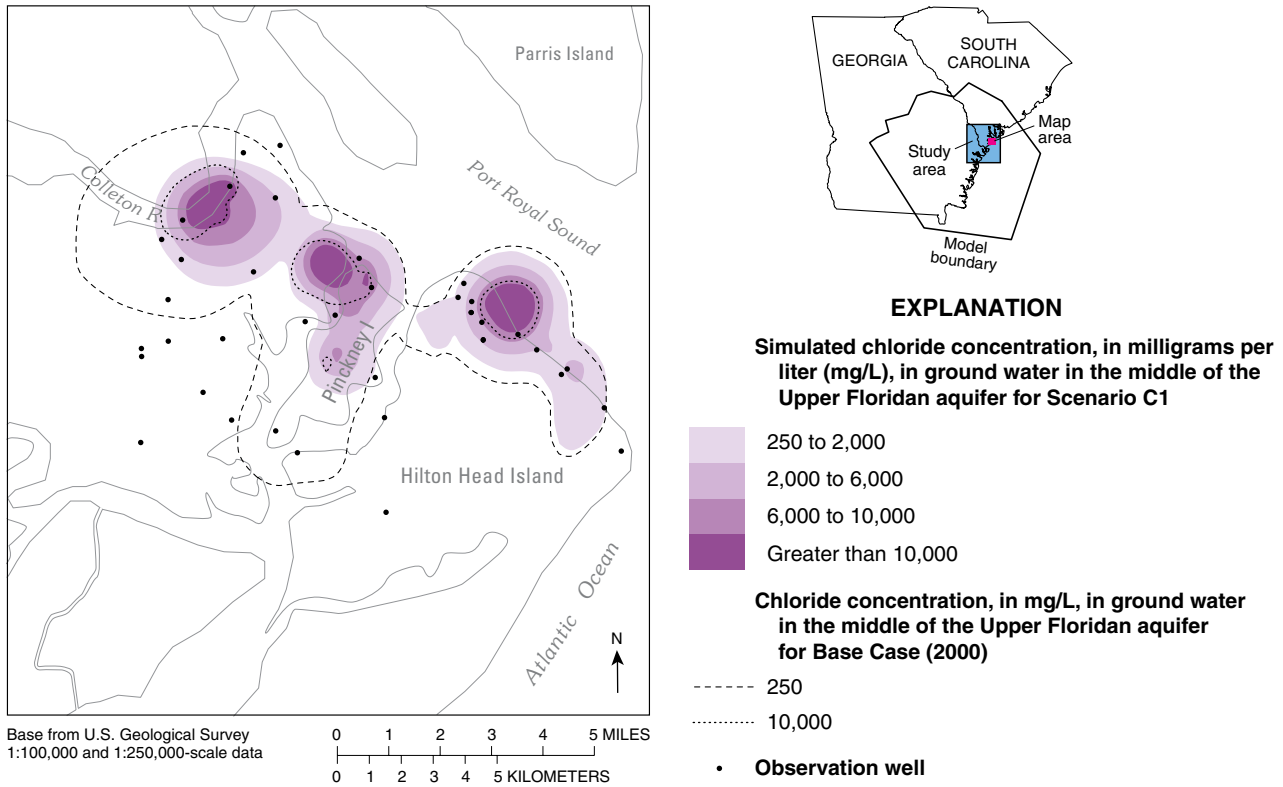 Parris Island
Colleton R
Port Royal Sound
Pinckney I
Hilton Head Island
Atlantic Ocean
N
Base from U.S. Geological Survey
1:100,000 and 1:250,000-scale data
0 1 2 3 4 5 MILES
0 1 2 3 4 5 KILOMETERS
GEORGIA
SOUTH
CAROLINA
Map
area
Study
area
Model
boundary
EXPLANATION
Simulated chloride concentration, in milligrams per
liter (mg/L), in ground water in the middle of the
Upper Floridan aquifer for Scenario C1
250 to 2,000
2,000 to 6,000
6,000 to 10,000
Greater than 10,000
Chloride concentration, in mg/L, in ground water
in the middle of the Upper Floridan aquifer
for Base Case (2000)
250
10,000
Observation well